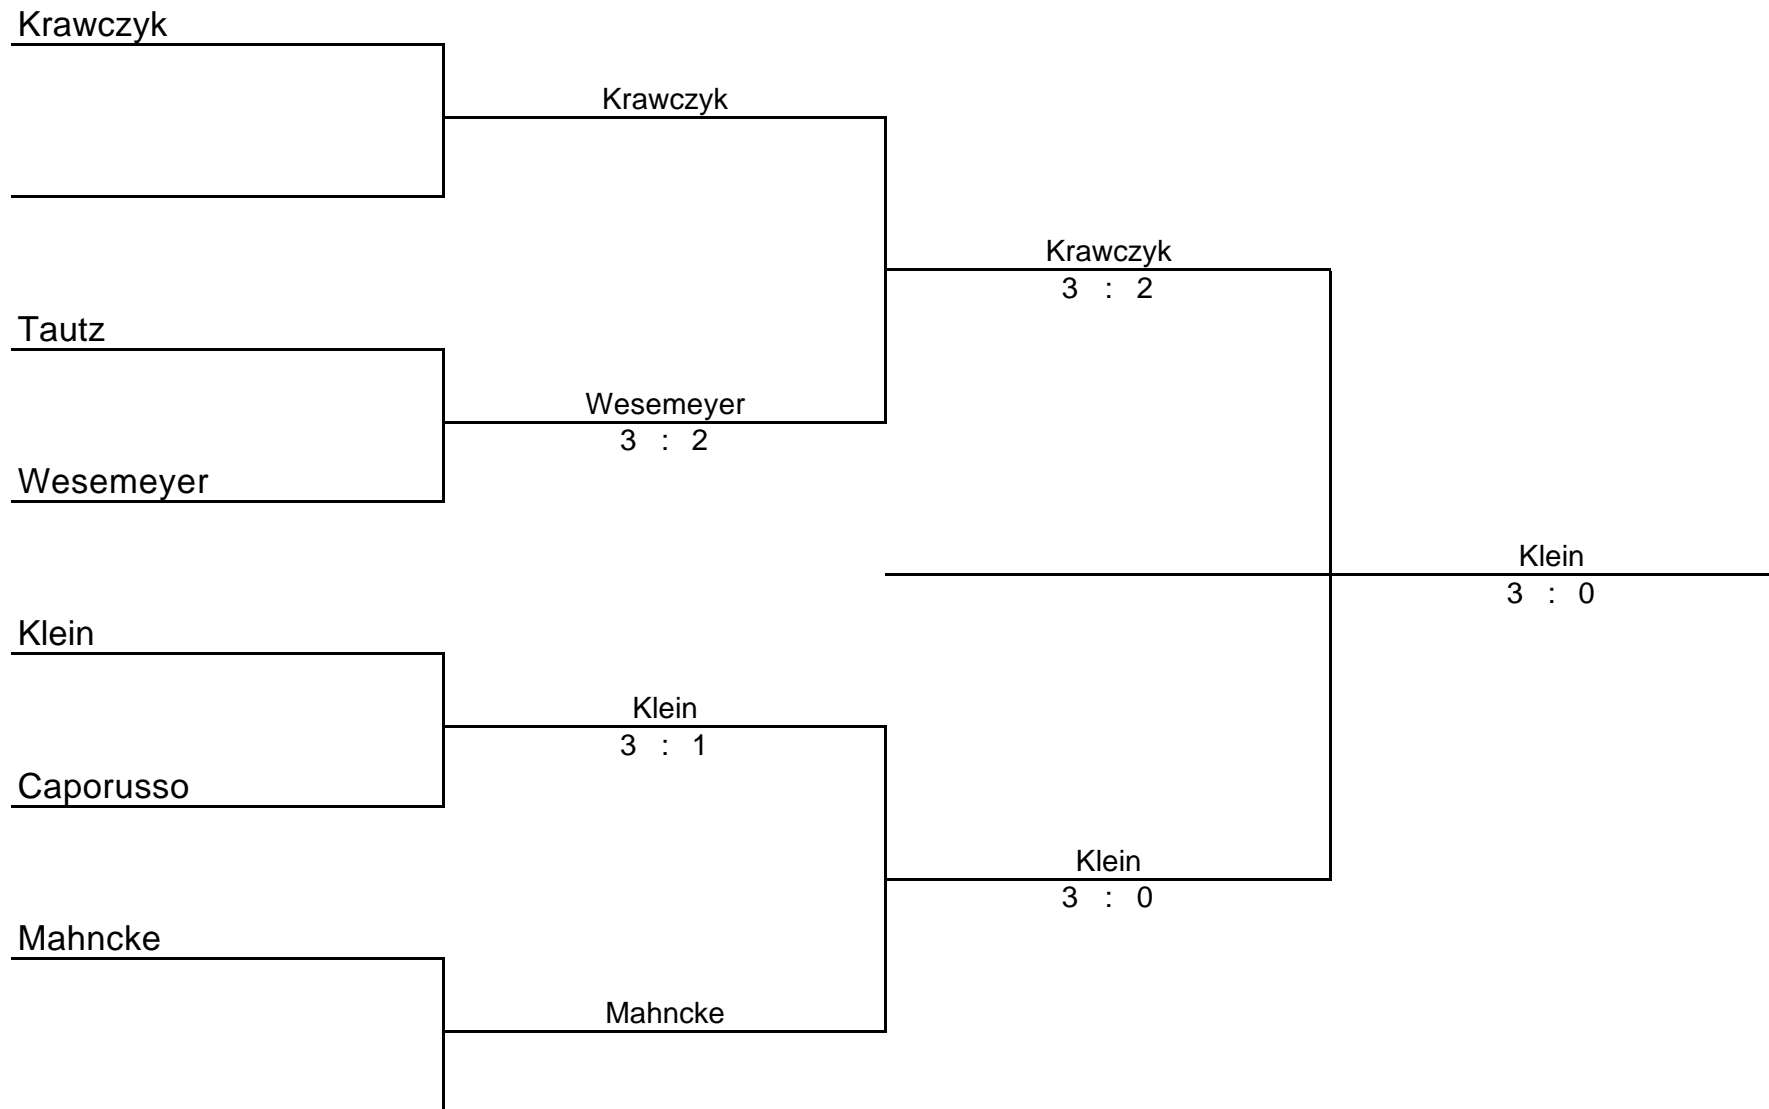 Krawczyk
Krawczyk
Krawczyk
3 : 2
Tautz
Wesemeyer
3 : 2
Wesemeyer
Klein
3 : 0
Klein
Klein
3 : 1
Caporusso
Klein
3 : 0
Mahncke
Mahncke